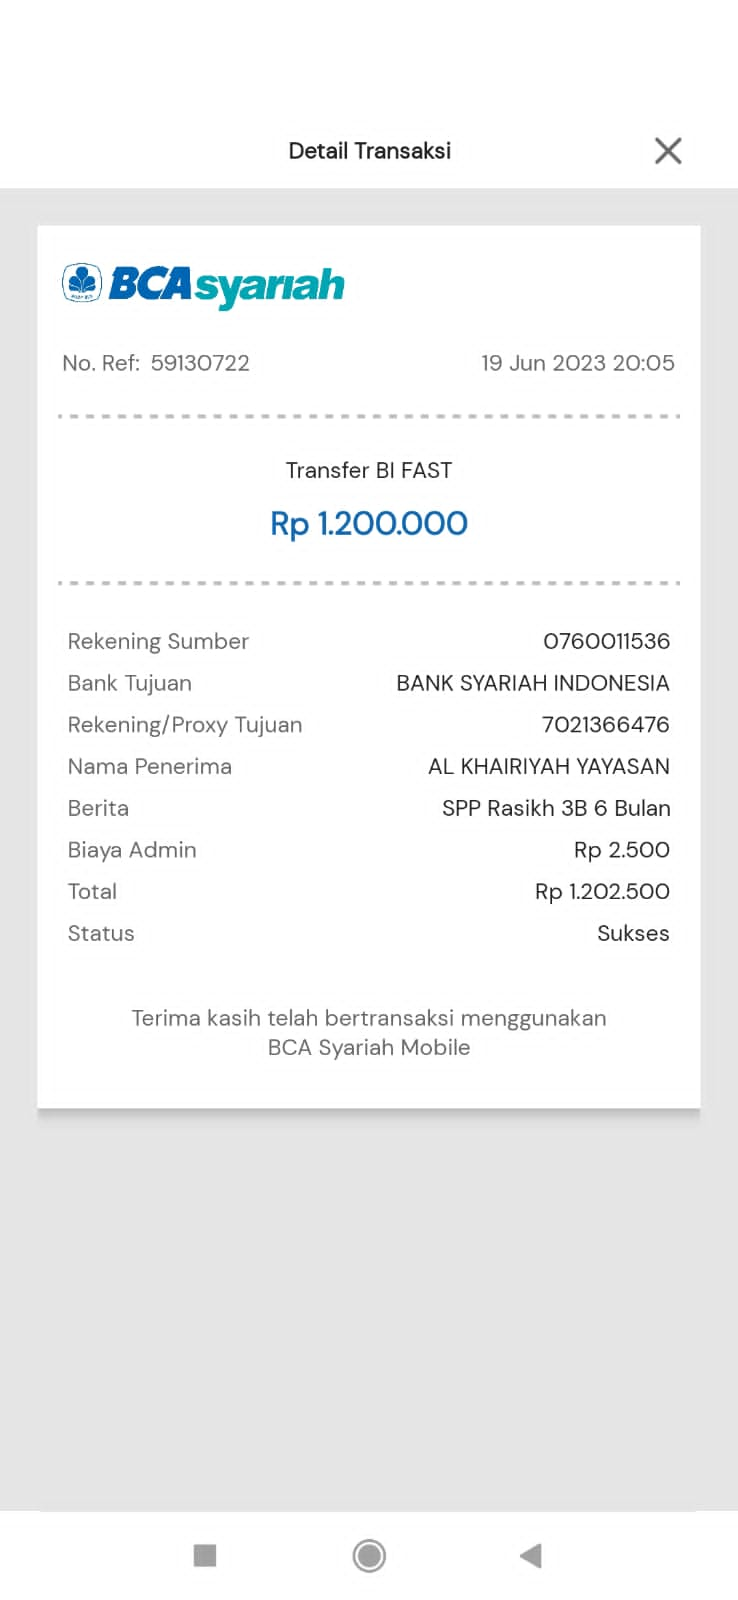 Detail Transaksi
BCAsyariah
No. Ref: 59130722 19 Jun 2023 20:05
Transfer BI FAST
Rp 1.200.000
Rekening Sumber 0760011536
Bank Tujuan BANK SYARIAH INDONESIA
Rekening/Proxy Tujuan 7021366476
Nama Penerima AL KHAIRIYAH YAYASAN
Berita SPP Rasikh 3B 6 Bulan
Biaya Admin Rp 2.500
Total Rp 1.202.500
Status Sukses
Terima kasih telah bertransaksi menggunakan
BCA Syariah Mobile